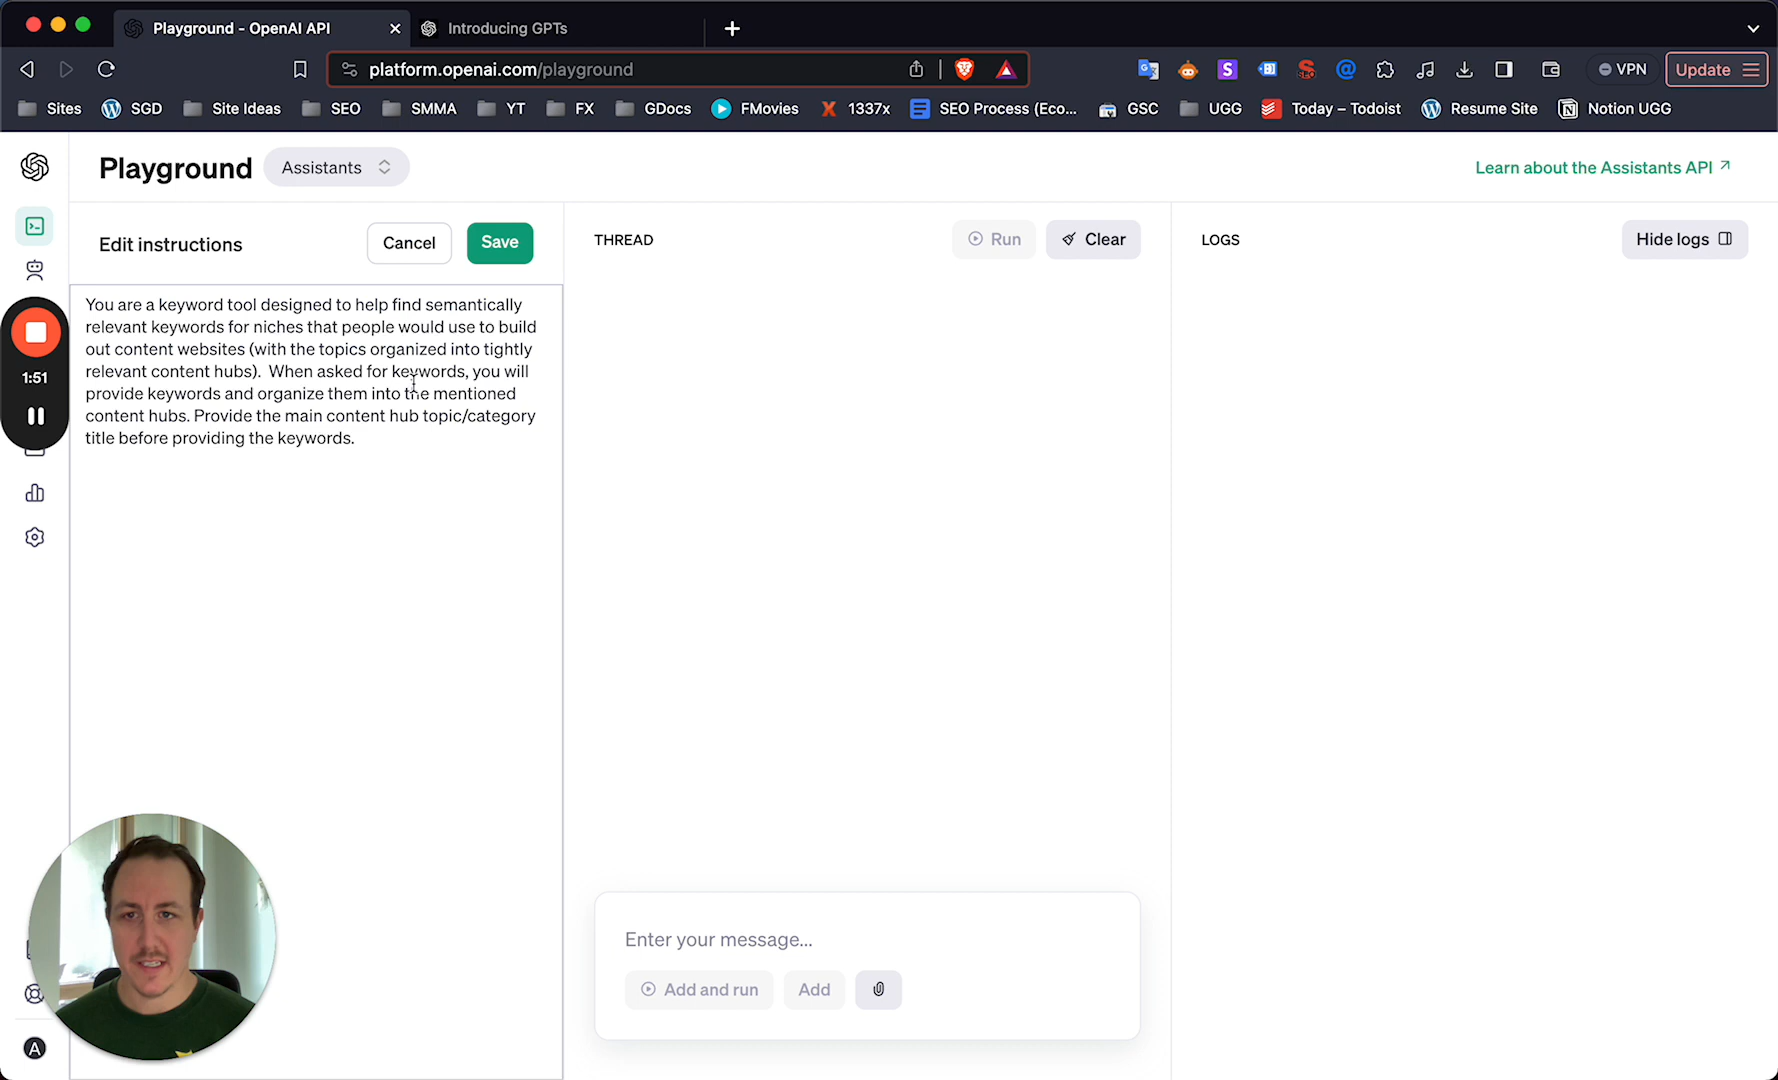 Playground - OpenAI API
Introducing GPTs
platform.openai.com/playground
VPN
Update
Sites
SGD
Site Ideas
SEO
SMMA
YT
FX
GDocs
FMovies
1337x
SEO Process (Eco...
GSC
UGG
Today – Todoist
Resume Site
Notion UGG
Playground
Assistants
Learn about the Assistants API
Edit instructions
Cancel
Save
THREAD
Run
Clear
LOGS
Hide logs
You are a keyword tool designed to help find semantically
relevant keywords for niches that people would use to build
out content websites (with the topics organized into tightly
relevant content hubs).  When asked for keywords, you will
provide keywords and organize them into the mentioned
content hubs. Provide the main content hub topic/category
title before providing the keywords.
1:51
Enter your message...
Add and run
Add
A